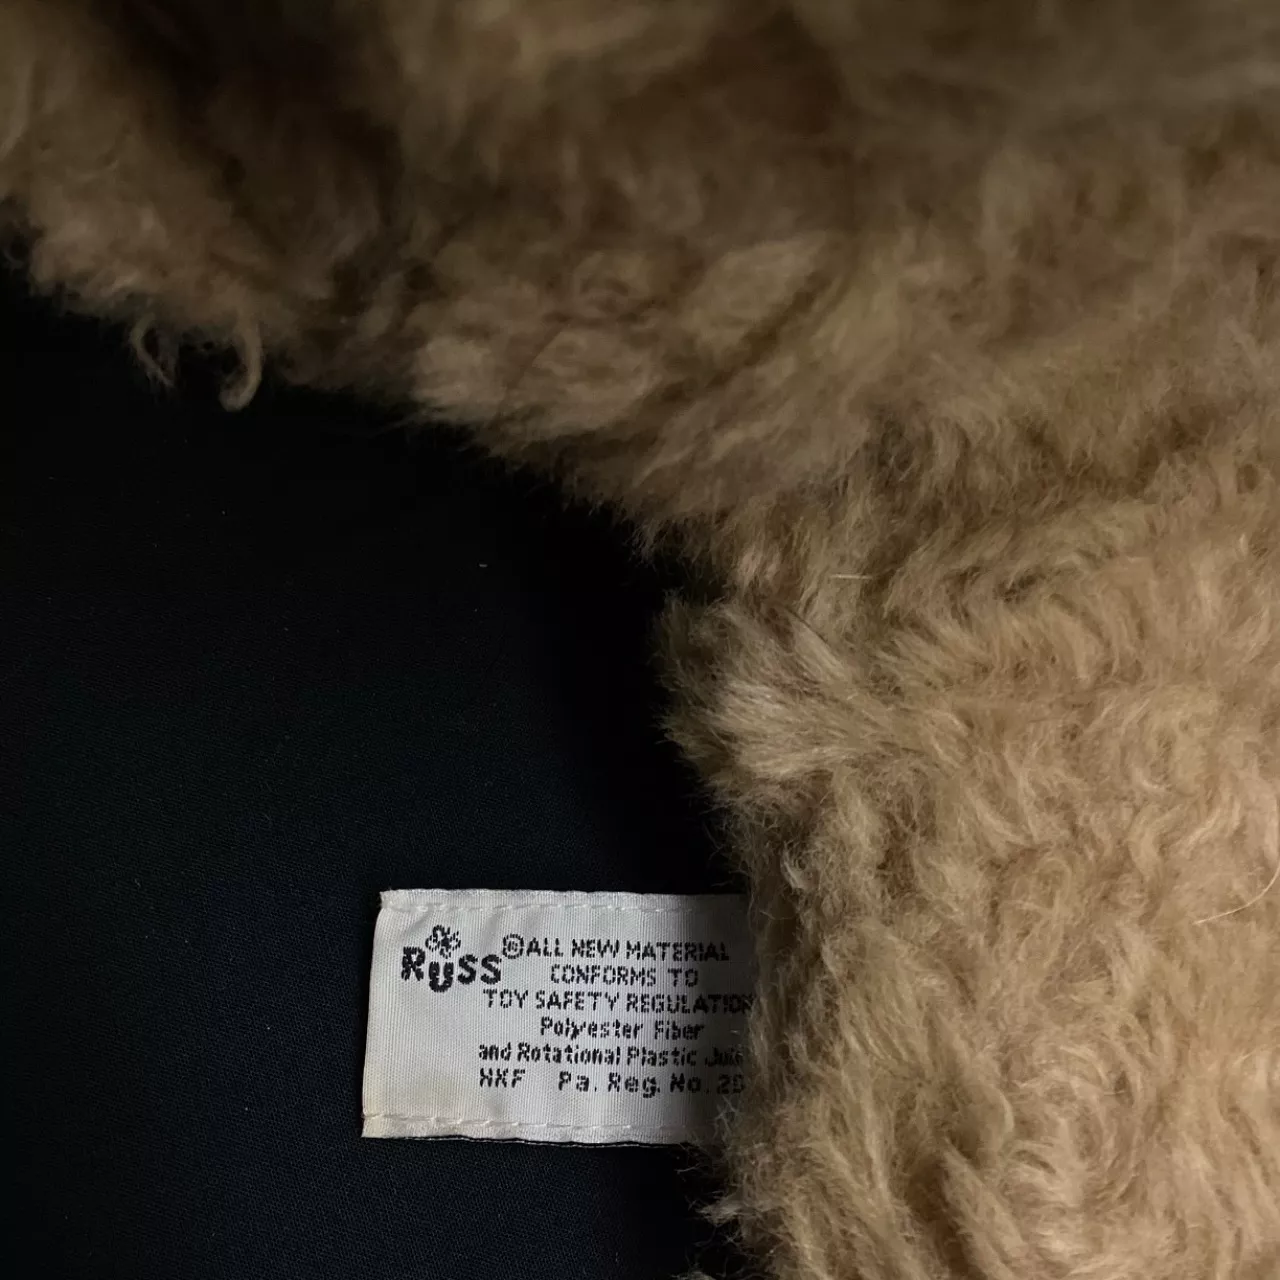 RUSS ® ALL NEW MATERIAL
CONFORMS TO
TOY SAFETY REGULATION
Polyester Fiber
and Rotational Plastic
HKF Pa. Reg. No.